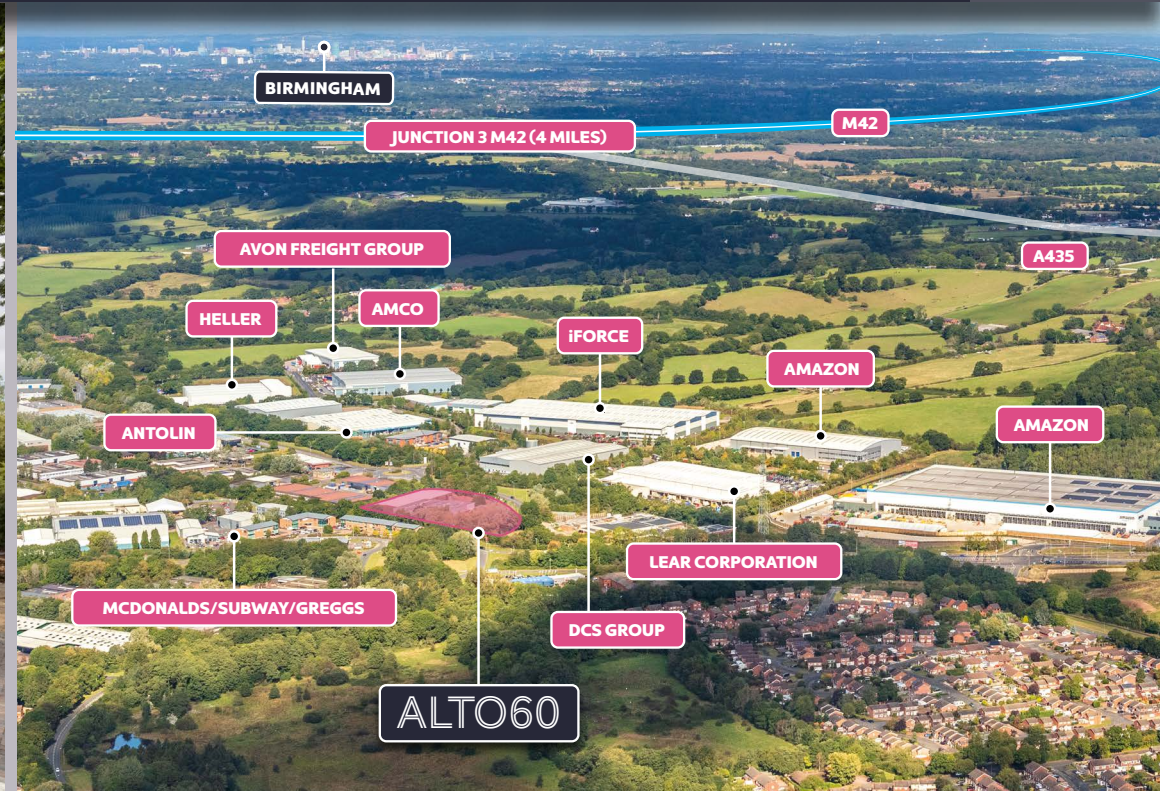 BIRMINGHAM
JUNCTION 3 M42 (4 MILES)
M42
AVON FREIGHT GROUP
A435
HELLER
AMCO
iFORCE
AMAZON
ANTOLIN
AMAZON
LEAR CORPORATION
MCDONALDS/SUBWAY/GREGGS
DCS GROUP
ALTO60